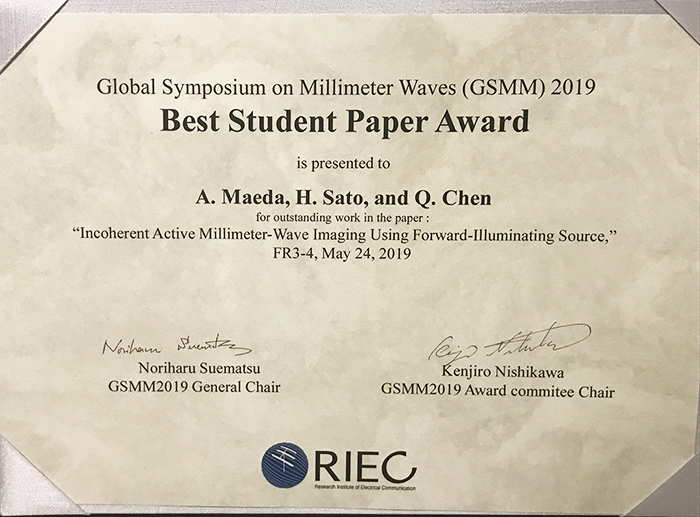 Global Symposium on Millimeter Waves (GSMM) 2019
Best Student Paper Award
is presented to
A. Maeda, H. Sato, and Q. Chen
for outstanding work in the paper :
“Incoherent Active Millimeter-Wave Imaging Using Forward-Illuminating Source,”
FR3-4, May 24, 2019
Noriharu Suematsu
Noriharu Suematsu
GSMM2019 General Chair
Kenjiro Nishikawa
GSMM2019 Award commitee Chair
RIEC
Research Institute of Electrical Communication